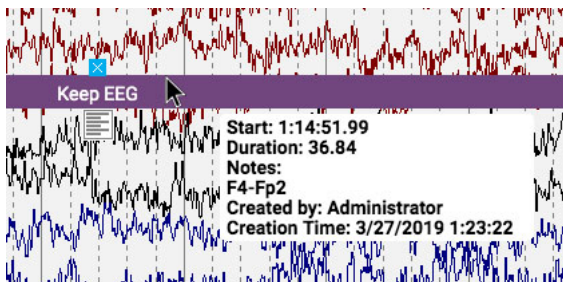 Keep EEG
Start: 1:14:51.99
Duration: 36.84
Notes:
F4-Fp2
Created by: Administrator
Creation Time: 3/27/2019 1:23:22